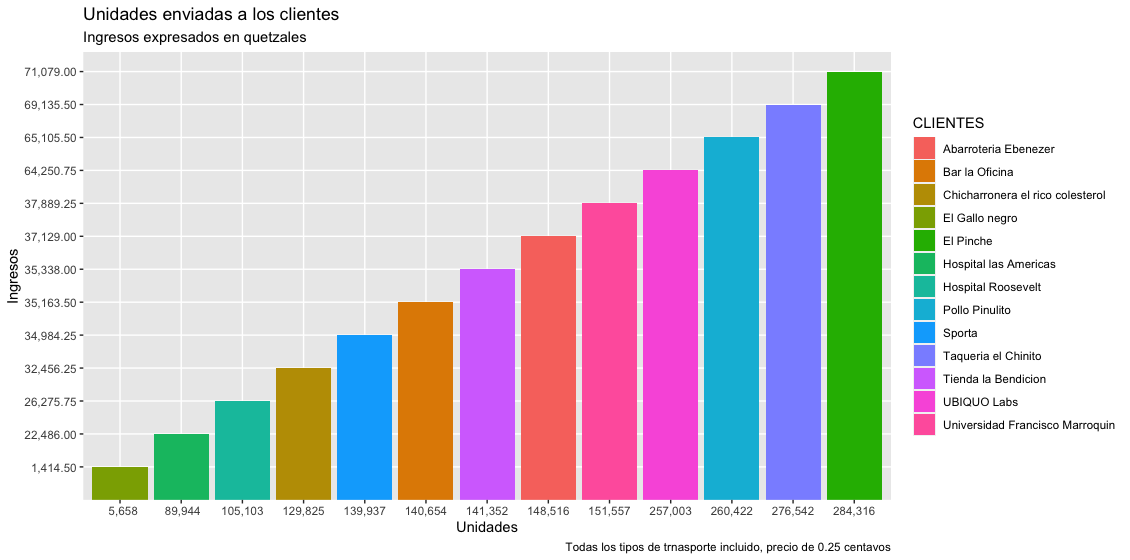 Unidades enviadas a los clientes
Ingresos expresados en quetzales
Ingresos
71,079.00
69,135.50
65,105.50
64,250.75
37,889.25
37,129.00
35,338.00
35,163.50
34,984.25
32,456.25
26,275.75
22,486.00
1,414.50
5,658 89,944 105,103 129,825 139,937 140,654 141,352 148,516 151,557 257,003 260,422 276,542 284,316
Unidades
CLIENTES
Abarroteria Ebenezer
Bar la Oficina
Chicharronera el rico colesterol
El Gallo negro
El Pinche
Hospital las Americas
Hospital Roosevelt
Pollo Pinulito
Sporta
Taqueria el Chinito
Tienda la Bendicion
UBIQUO Labs
Universidad Francisco Marroquin
Todas los tipos de trnasporte incluido, precio de 0.25 centavos